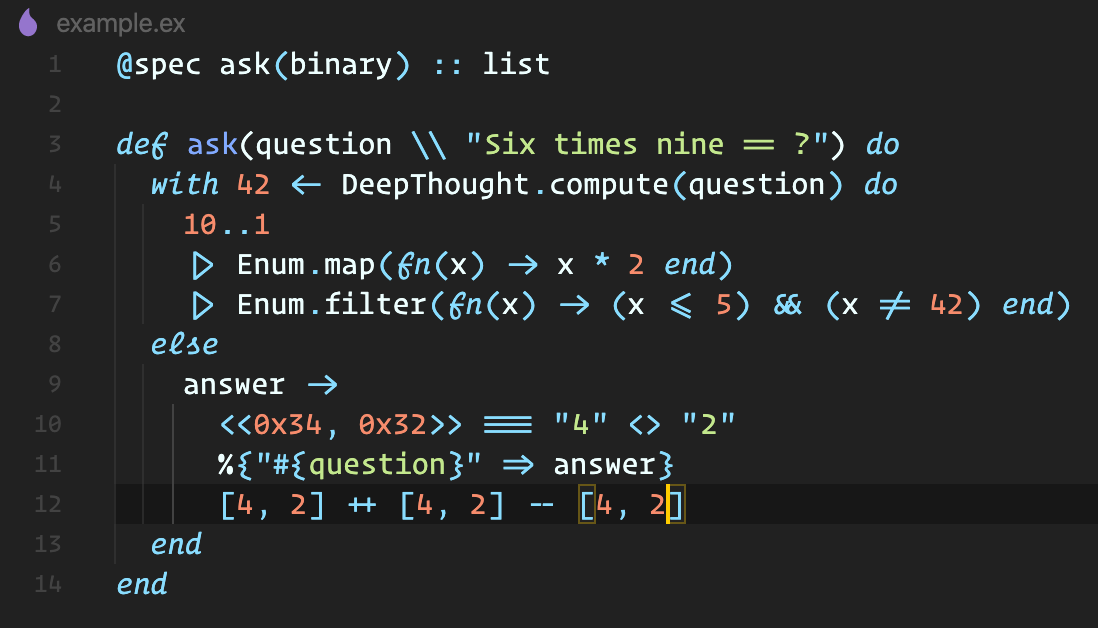 example.ex
1 @spec ask(binary) :: list
2
3 def ask(question \\ "Six times nine == ?") do
4   with 42 <- DeepThought.compute(question) do
5     10..1
6     |> Enum.map(fn(x) -> x * 2 end)
7     |> Enum.filter(fn(x) -> (x <= 5) && (x != 42) end)
8   else
9     answer ->
10       <<0x34, 0x32>> === "4" <> "2"
11       %{"#{question}" => answer}
12       [4, 2] ++ [4, 2] -- [4, 2]
13   end
14 end